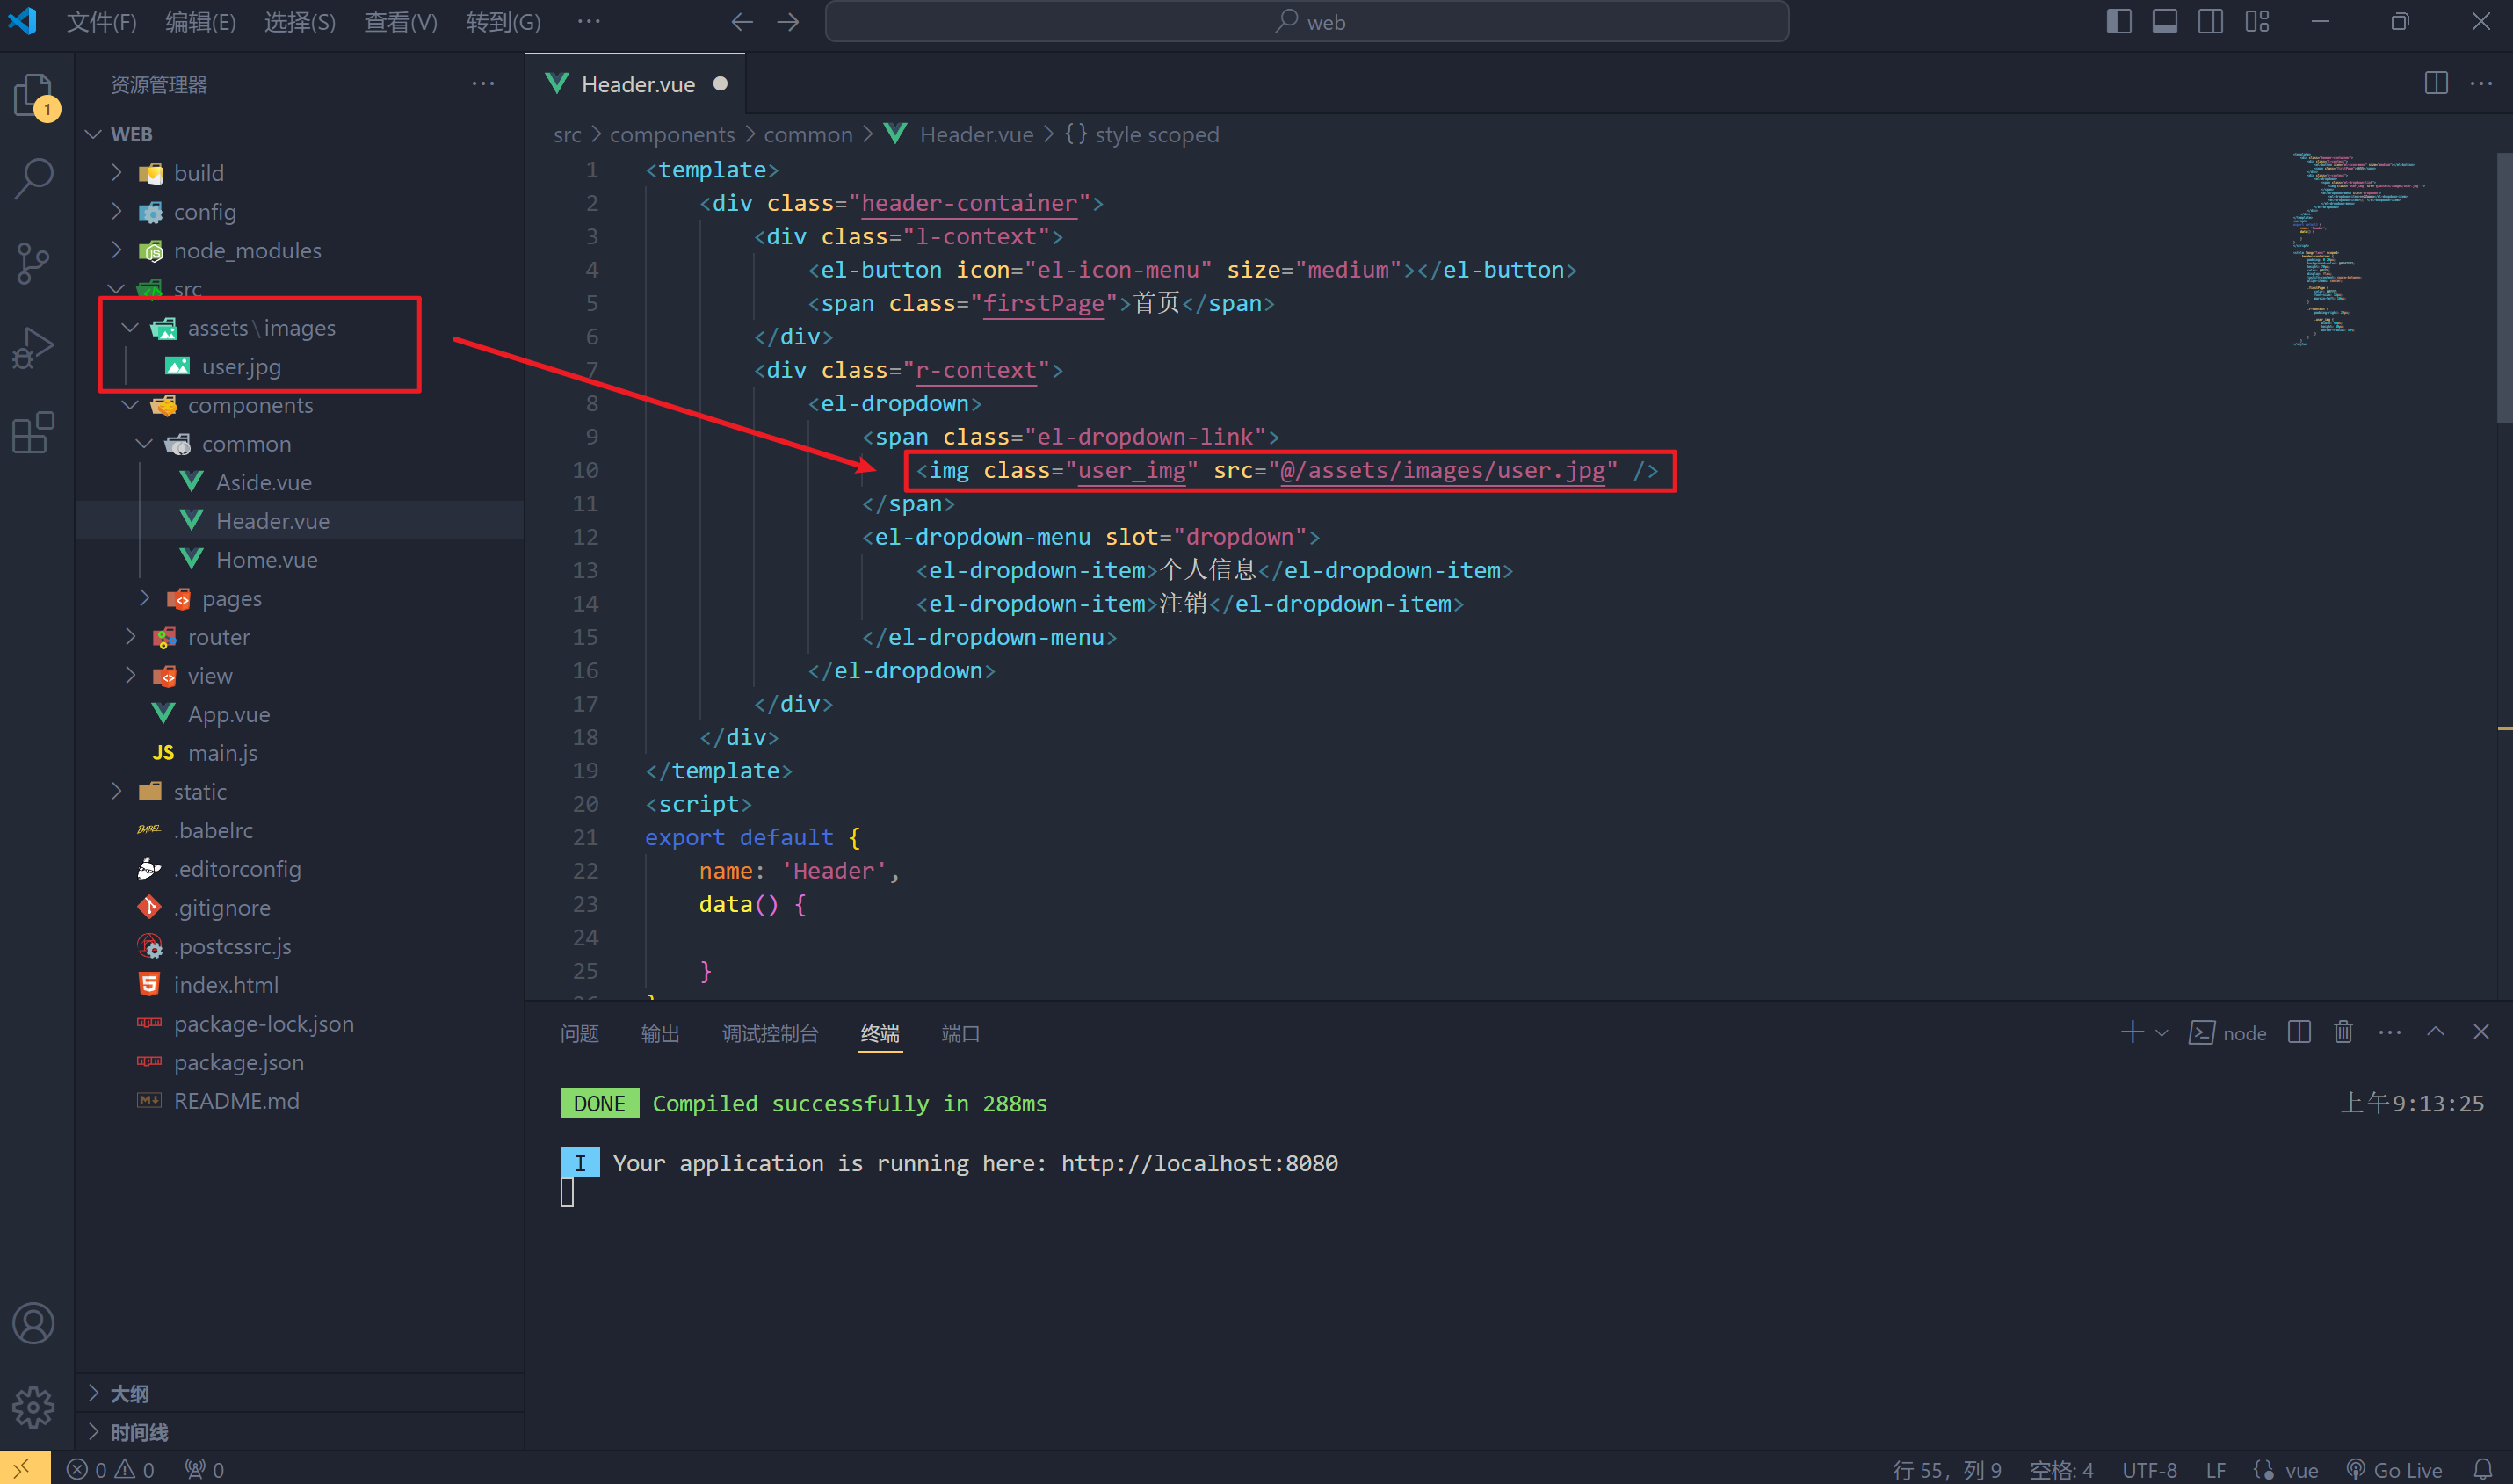 文件(F) 编辑(E) 选择(S) 查看(V) 转到(G) ··· web
1
资源管理器 ···
WEB
build
config
node_modules
src
assets\images
user.jpg
components
common
Aside.vue
Header.vue
Home.vue
pages
router
view
App.vue
JS main.js
static
.babelrc
.editorconfig
.gitignore
.postcssrc.js
index.html
package-lock.json
package.json
README.md
大纲
时间线
Header.vue
src > components > common > Header.vue > {} style scoped
1 <template>
2 <div class="header-container">
3 <div class="l-context">
4 <el-button icon="el-icon-menu" size="medium"></el-button>
5 <span class="firstPage">首页</span>
6 </div>
7 <div class="r-context">
8 <el-dropdown>
9 <span class="el-dropdown-link">
10 <img class="user_img" src="@/assets/images/user.jpg" />
11 </span>
12 <el-dropdown-menu slot="dropdown">
13 <el-dropdown-item>个人信息</el-dropdown-item>
14 <el-dropdown-item>注销</el-dropdown-item>
15 </el-dropdown-menu>
16 </el-dropdown>
17 </div>
18 </div>
19 </template>
20 <script>
21 export default {
22 name: 'Header',
23 data() {
24
25 }
26 }
问题 输出 调试控制台 终端 端口 node
DONE Compiled successfully in 288ms 上午9:13:25
I Your application is running here: http://localhost:8080
0 0 0 行 55，列 9 空格: 4 UTF-8 LF {} vue Go Live